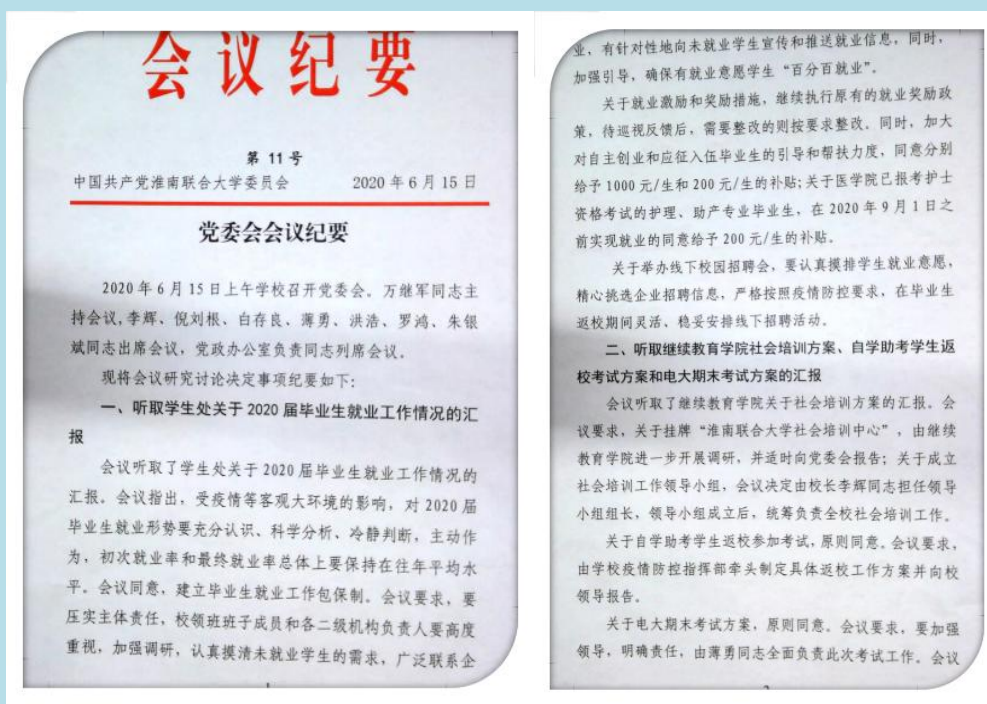 会议纪要
第 11 号
中国共产党淮南联合大学委员会 2020 年 6 月 15 日
党委会会议纪要
2020 年 6 月 15 日上午学校召开党委会。万继军同志主
持会议,李辉、倪刘根、白存良、薄勇、洪浩、罗鸿、朱银
斌同志出席会议，党政办公室负责同志列席会议。
现将会议研究讨论决定事项纪要如下：
一、听取学生处关于 2020 届毕业生就业工作情况的汇
报
会议听取了学生处关于 2020 届毕业生就业工作情况的
汇报。会议指出，受疫情等客观大环境的影响，对 2020 届
毕业生就业形势要充分认识、科学分析、冷静判断，主动作
为，初次就业率和最终就业率总体上要保持在往年平均水
平。会议同意，建立毕业生就业工作包保制。会议要求，要
压实主体责任，校领班班子成员和各二级机构负责人要高度
重视，加强调研，认真摸清未就业学生的需求，广泛联系企
1
业，有针对性地向未就业学生宣传和推送就业信息，同时，
加强引导，确保有就业意愿学生“百分百就业”。
关于就业激励和奖励措施，继续执行原有的就业奖励政
策，待巡视反馈后，需要整改的则按要求整改。同时，加大
对自主创业和应征入伍毕业生的引导和帮扶力度，同意分别
给予 1000 元/生和 200 元/生的补贴；关于医学院已报考护士
资格考试的护理、助产专业毕业生，在 2020 年 9 月 1 日之
前实现就业的同意给予 200 元/生的补贴。
关于举办线下校园招聘会，要认真摸排学生就业意愿，
精心挑选企业招聘信息，严格按照疫情防控要求，在毕业生
返校期间灵活、稳妥安排线下招聘活动。
二、听取继续教育学院社会培训方案、自学助考学生返
校考试方案和电大期末考试方案的汇报
会议听取了继续教育学院关于社会培训方案的汇报。会
议要求，关于挂牌“淮南联合大学社会培训中心”，由继续
教育学院进一步开展调研，并适时向党委会报告；关于成立
社会培训工作领导小组，会议决定由校长李辉同志担任领导
小组组长，领导小组成立后，统筹负责全校社会培训工作。
关于自学助考学生返校参加考试，原则同意。会议要求，
由学校疫情防控指挥部牵头制定具体返校工作方案并向校
领导报告。
关于电大期末考试方案，原则同意。会议要求，要加强
领导，明确责任，由薄勇同志全面负责此次考试工作。会议